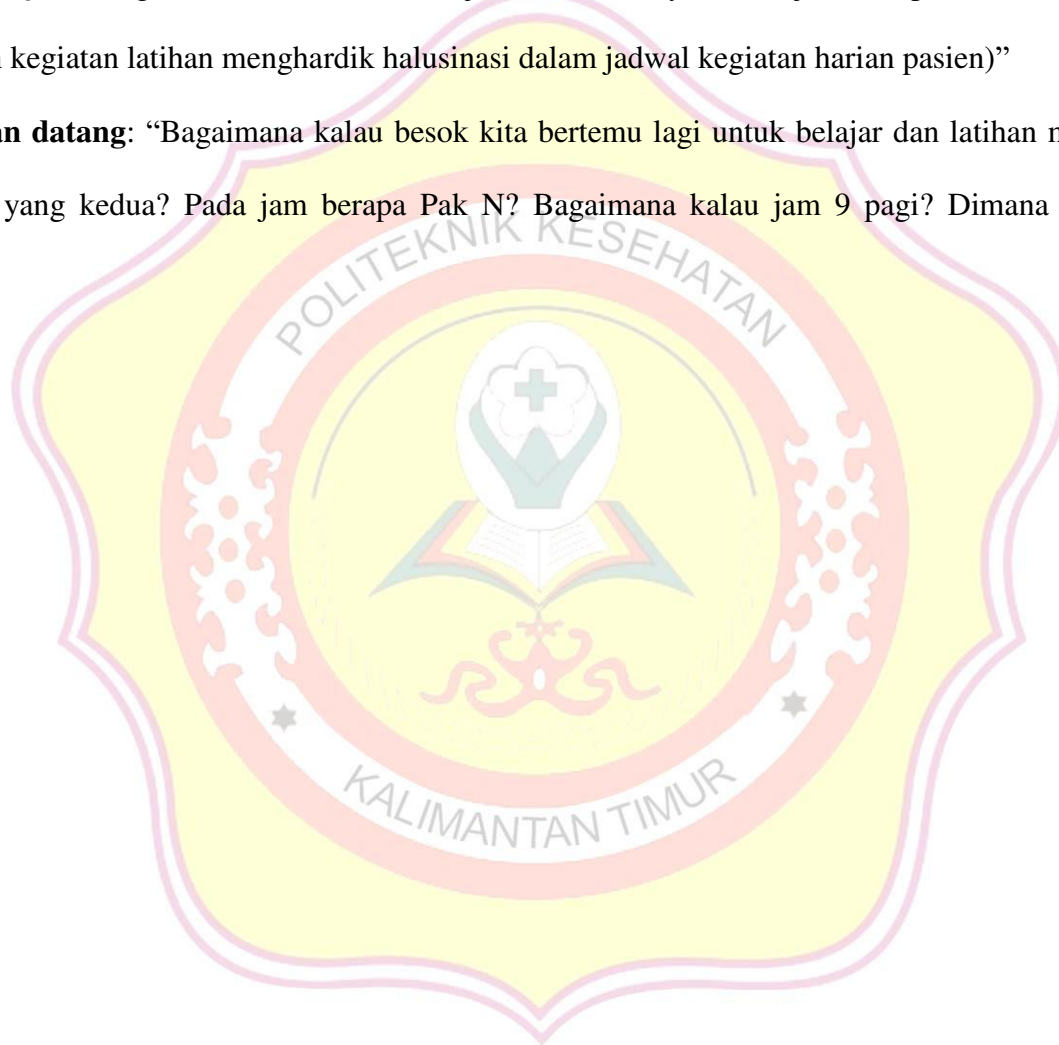 kegiatan latihan menghardik halusinasi dalam jadwal kegiatan harian pasien)”
an datang: “Bagaimana kalau besok kita bertemu lagi untuk belajar dan latihan
yang kedua? Pada jam berapa Pak N? Bagaimana kalau jam 9 pagi? Dimana
POLITEKNIK KESEHATAN
KALIMANTAN TIMUR